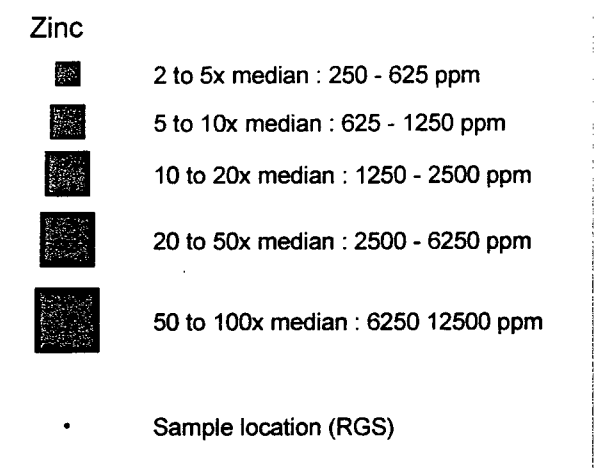 Zinc
2 to 5x median : 250 - 625 ppm
5 to 10x median : 625 - 1250 ppm
10 to 20x median : 1250 - 2500 ppm
20 to 50x median : 2500 - 6250 ppm
50 to 100x median : 6250 12500 ppm
Sample location (RGS)